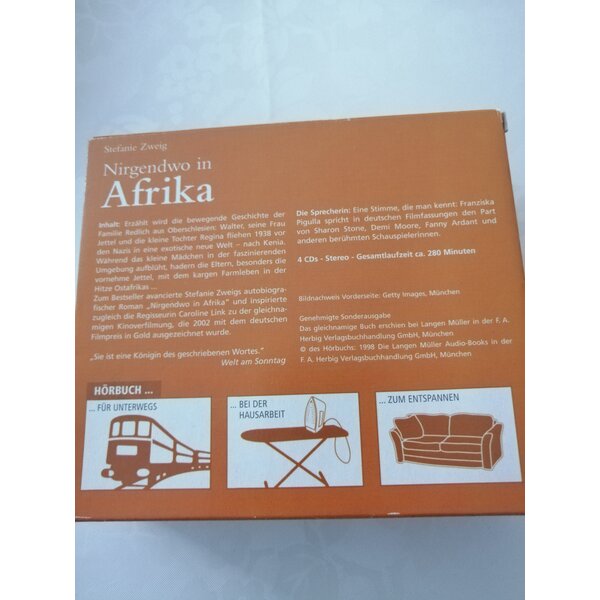 Stefanie Zweig
Nirgendwo in
Afrika
Inhalt: Erzählt wird die bewegende Geschichte der
Familie Redlich aus Oberschlesien: Walter, seine Frau
Jettel und die kleine Tochter Regina fliehen 1938 vor
den Nazis in eine exotische neue Welt – nach Kenia.
Während das kleine Mädchen in der faszinierenden
Umgebung aufblüht, hadern die Eltern, besonders die
vornehme Jettel, mit dem kargen Farmleben in der
Hitze Ostafrikas ...
Zum Bestseller avancierte Stefanie Zweigs autobiogra-
fischer Roman „Nirgendwo in Afrika" und inspirierte
zugleich die Regisseurin Caroline Link zu der gleichna-
migen Kinoverfilmung, die 2002 mit dem deutschen
Filmpreis in Gold ausgezeichnet wurde.
„Sie ist eine Königin des geschriebenen Wortes."
Welt am Sonntag
Die Sprecherin: Eine Stimme, die man kennt: Franziska
Pigulla spricht in deutschen Filmfassungen den Part
von Sharon Stone, Demi Moore, Fanny Ardant und
anderen berühmten Schauspielerinnen.
4 CDs - Stereo - Gesamtlaufzeit ca. 280 Minuten
Bildnachweis Vorderseite: Getty Images, München
Genehmigte Sonderausgabe
Das gleichnamige Buch erschien bei Langen Müller in der F. A.
Herbig Verlagsbuchhandlung GmbH, München
© des Hörbuchs: 1998 Die Langen Müller Audio-Books in der
F. A. Herbig Verlagsbuchhandlung GmbH, München
HÖRBUCH ...
... FÜR UNTERWEGS
... BEI DER
HAUSARBEIT
... ZUM ENTSPANNEN